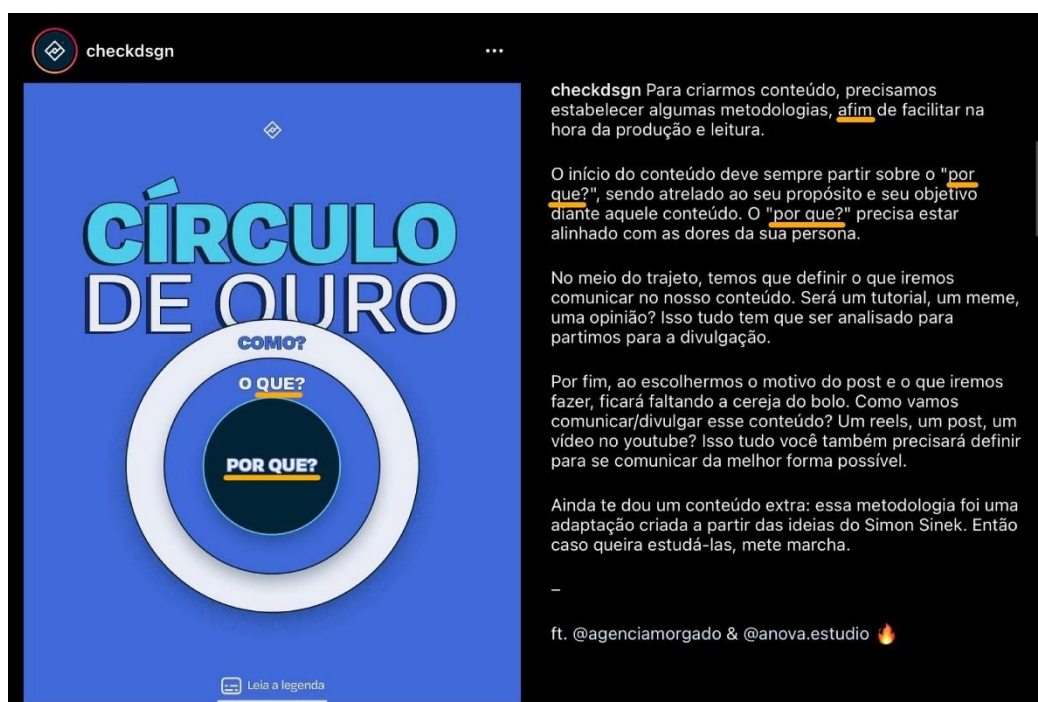 checkdsgn
CÍRCULO
DE OURO
COMO?
O QUE?
POR QUE?
Leia a legenda
checkdsgn Para criarmos conteúdo, precisamos
estabelecer algumas metodologias, afim de facilitar na
hora da produção e leitura.
O início do conteúdo deve sempre partir sobre o "por
que?", sendo atrelado ao seu propósito e seu objetivo
diante aquele conteúdo. O "por que?" precisa estar
alinhado com as dores da sua persona.
No meio do trajeto, temos que definir o que iremos
comunicar no nosso conteúdo. Será um tutorial, um meme,
uma opinião? Isso tudo tem que ser analisado para
partimos para a divulgação.
Por fim, ao escolhermos o motivo do post e o que iremos
fazer, ficará faltando a cereja do bolo. Como vamos
comunicar/divulgar esse conteúdo? Um reels, um post, um
vídeo no youtube? Isso tudo você também precisará definir
para se comunicar da melhor forma possível.
Ainda te dou um conteúdo extra: essa metodologia foi uma
adaptação criada a partir das ideias do Simon Sinek. Então
caso queira estudá-las, mete marcha.
–
ft. @agenciamorgado & @anova.estudio 🔥